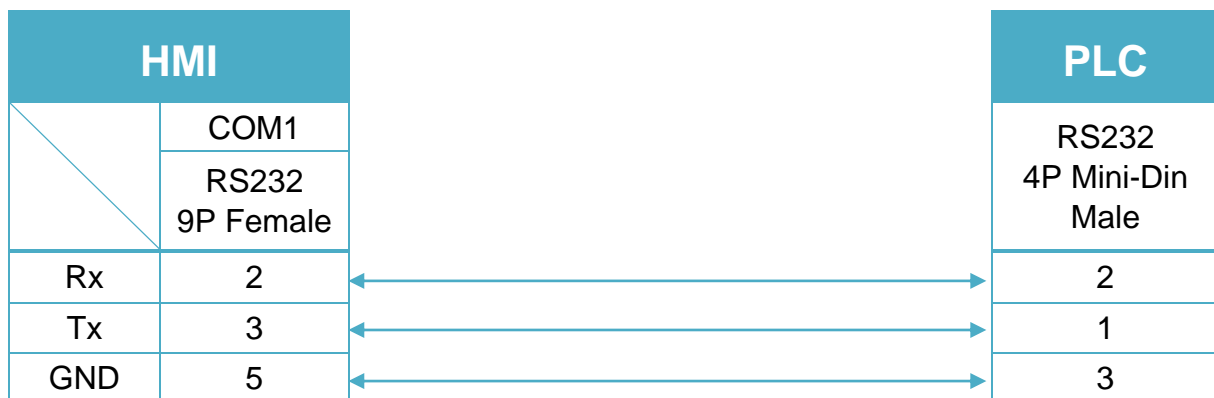 HMI
PLC
COM1
RS232
9P Female
RS232
4P Mini-Din
Male
Rx 2 2
Tx 3 1
GND 5 3